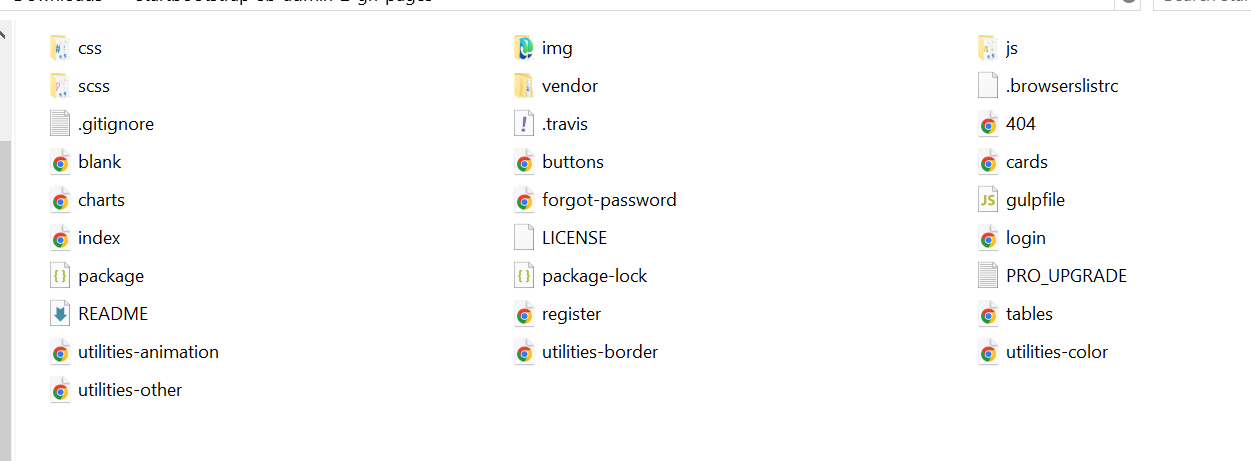 css img js
scss vendor .browserslistrc
.gitignore .travis 404
blank buttons cards
charts forgot-password gulpfile
index LICENSE login
package package-lock PRO_UPGRADE
README register tables
utilities-animation utilities-border utilities-color
utilities-other